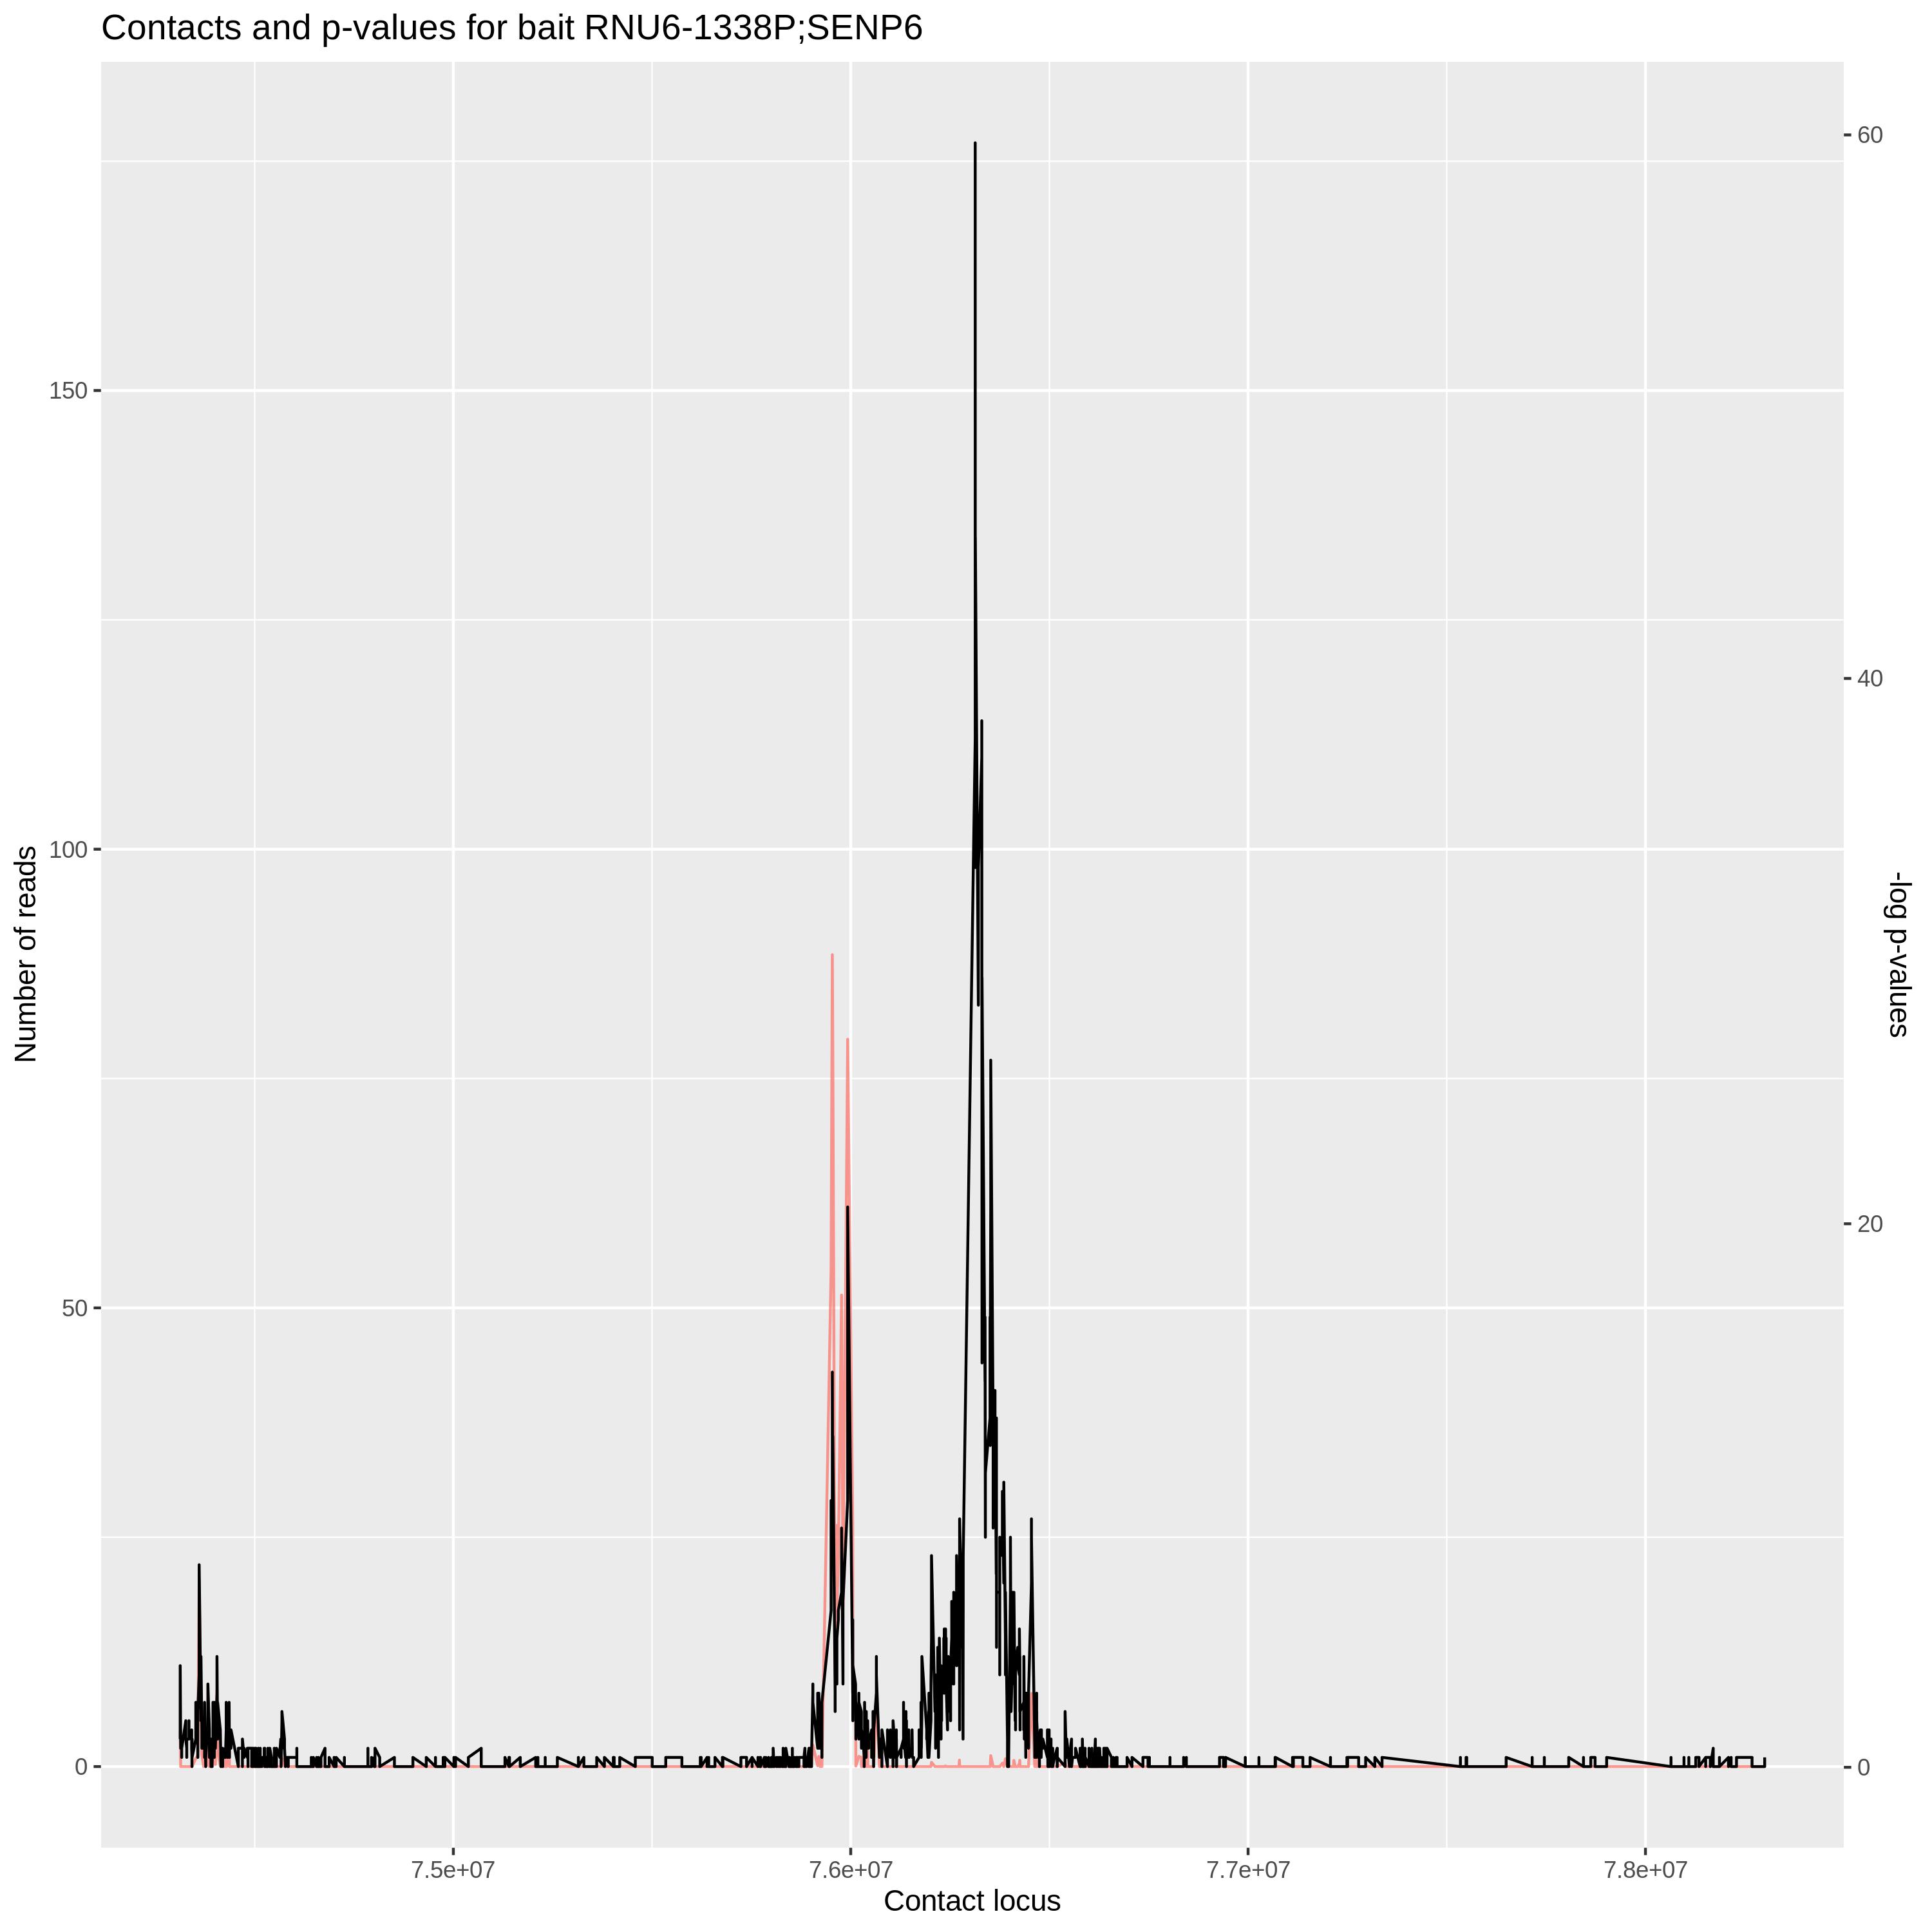 Contacts and p-values for bait RNU6-1338P;SENP6
60
150
40
100
Number of reads
-log p-values
50
20
0
0
7.5e+07
7.6e+07
7.7e+07
7.8e+07
Contact locus